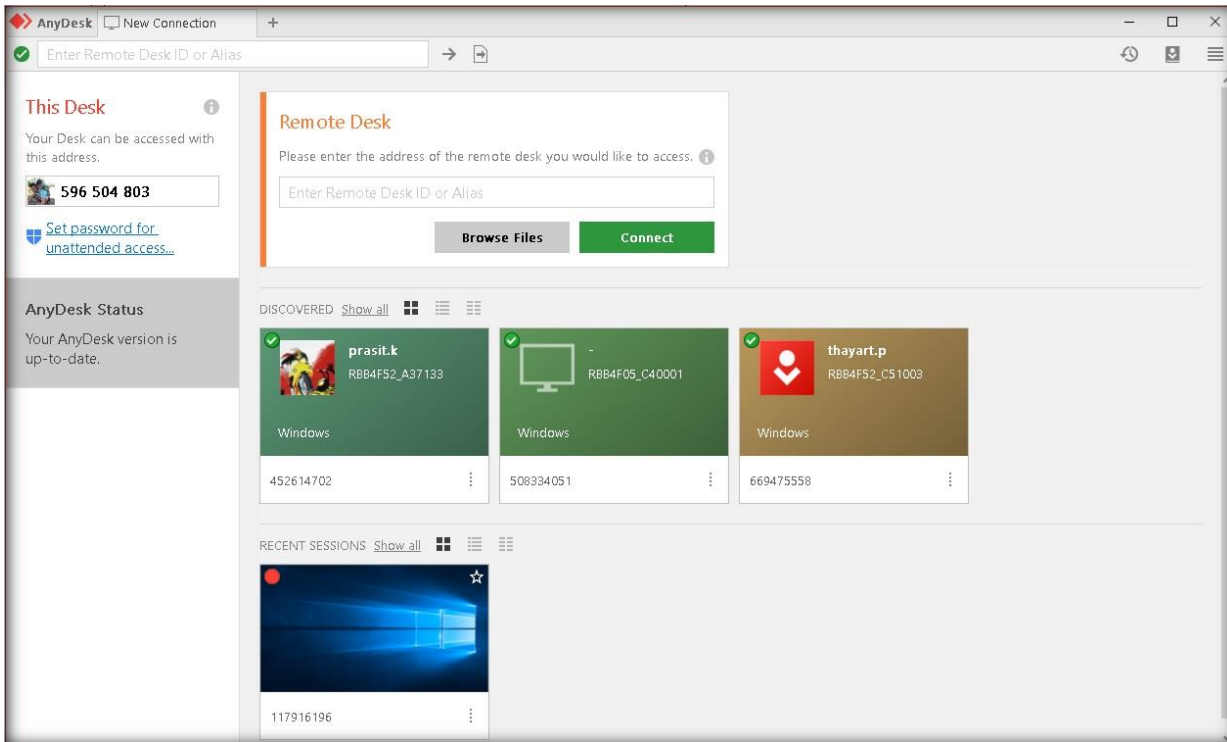 AnyDesk
New Connection
Enter Remote Desk ID or Alias
This Desk
Your Desk can be accessed with
this address.
596 504 803
Set password for
unattended access...
AnyDesk Status
Your AnyDesk version is
up-to-date.
Remote Desk
Please enter the address of the remote desk you would like to access.
Enter Remote Desk ID or Alias
Browse Files
Connect
DISCOVERED Show all
prasit.k
RBB4F52_A37133
Windows
452614702
-
RBB4F05_C40001
Windows
508334051
thayart.p
RBB4F52_C51003
Windows
669475558
RECENT SESSIONS Show all
117916196